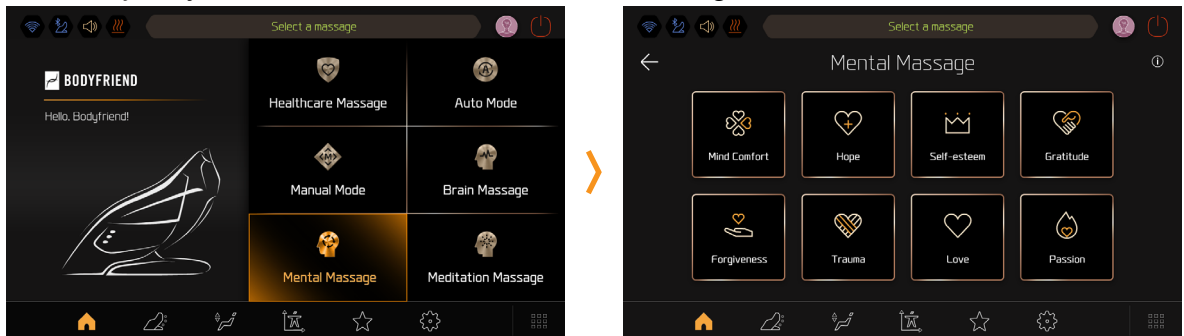 Select a massage
BODYFRIEND
Hello, Bodyfriend!
Healthcare Massage
Auto Mode
Manual Mode
Brain Massage
Mental Massage
Meditation Massage
Select a massage
Mental Massage
Mind Comfort
Hope
Self-esteem
Gratitude
Forgiveness
Trauma
Love
Passion